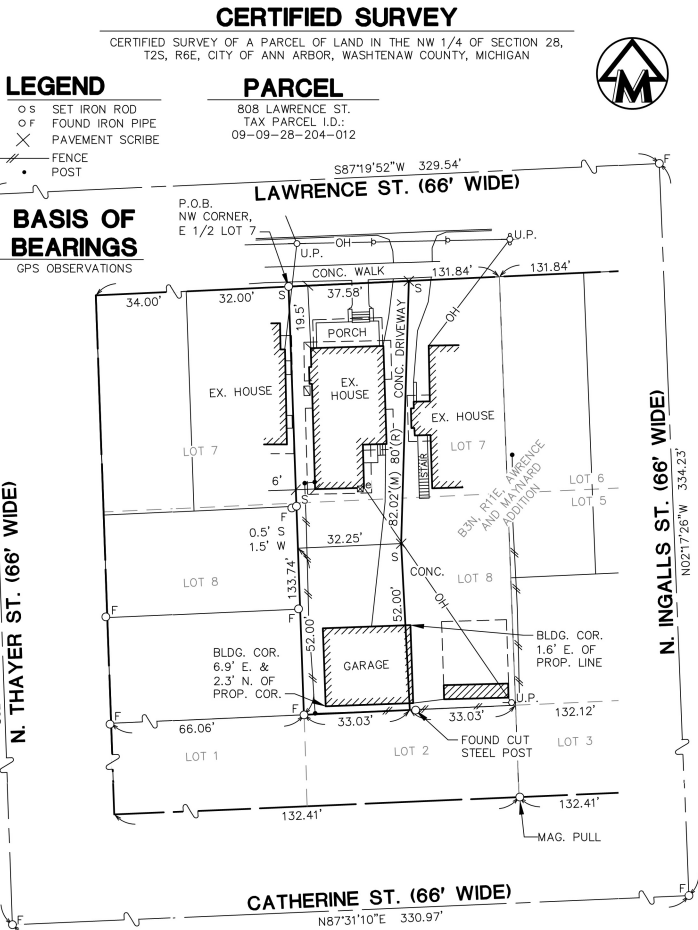 CERTIFIED SURVEY
CERTIFIED SURVEY OF A PARCEL OF LAND IN THE NW 1/4 OF SECTION 28,
T2S, R6E, CITY OF ANN ARBOR, WASHTENAW COUNTY, MICHIGAN
M
LEGEND
O S SET IRON ROD
O F FOUND IRON PIPE
PAVEMENT SCRIBE
FENCE
POST
PARCEL
808 LAWRENCE ST.
TAX PARCEL I.D.:
09-09-28-204-012
S87°19'52"W 329.54'
F
LAWRENCE ST. (66' WIDE)
BASIS OF
BEARINGS
GPS OBSERVATIONS
P.O.B.
NW CORNER,
E 1/2 LOT 7
OH
U.P.
U.P.
CONC. WALK
131.84'
131.84'
34.00'
32.00'
S
37.58'
S
19.5'
PORCH
CONC. DRIVEWAY
OH
EX. HOUSE
EX.
HOUSE
EX. HOUSE
LOT 7
LOT 7
80'(R)
82.02'(M)
STAIR
B3N, R11E, AWRENCE
AND MAYNARD
ADDITION
LOT 6
LOT 5
6'
e
S
F
0.5' S
1.5' W
32.25'
S
133.74'
CONC.
LOT 8
LOT 8
OH
F
F
52.00'
52.00'
GARAGE
BLDG. COR.
6.9' E. &
2.3' N. OF
PROP. COR.
BLDG. COR.
1.6' E. OF
PROP. LINE
F
66.06'
F
33.03'
33.03'
U.P.
132.12'
FOUND CUT
STEEL POST
LOT 1
LOT 2
LOT 3
132.41'
132.41'
MAG. PULL
N. THAYER ST. (66' WIDE)
N. INGALLS ST. (66' WIDE)
N02°17'26"W 334.23'
CATHERINE ST. (66' WIDE)
N87°31'10"E 330.97'
F
F